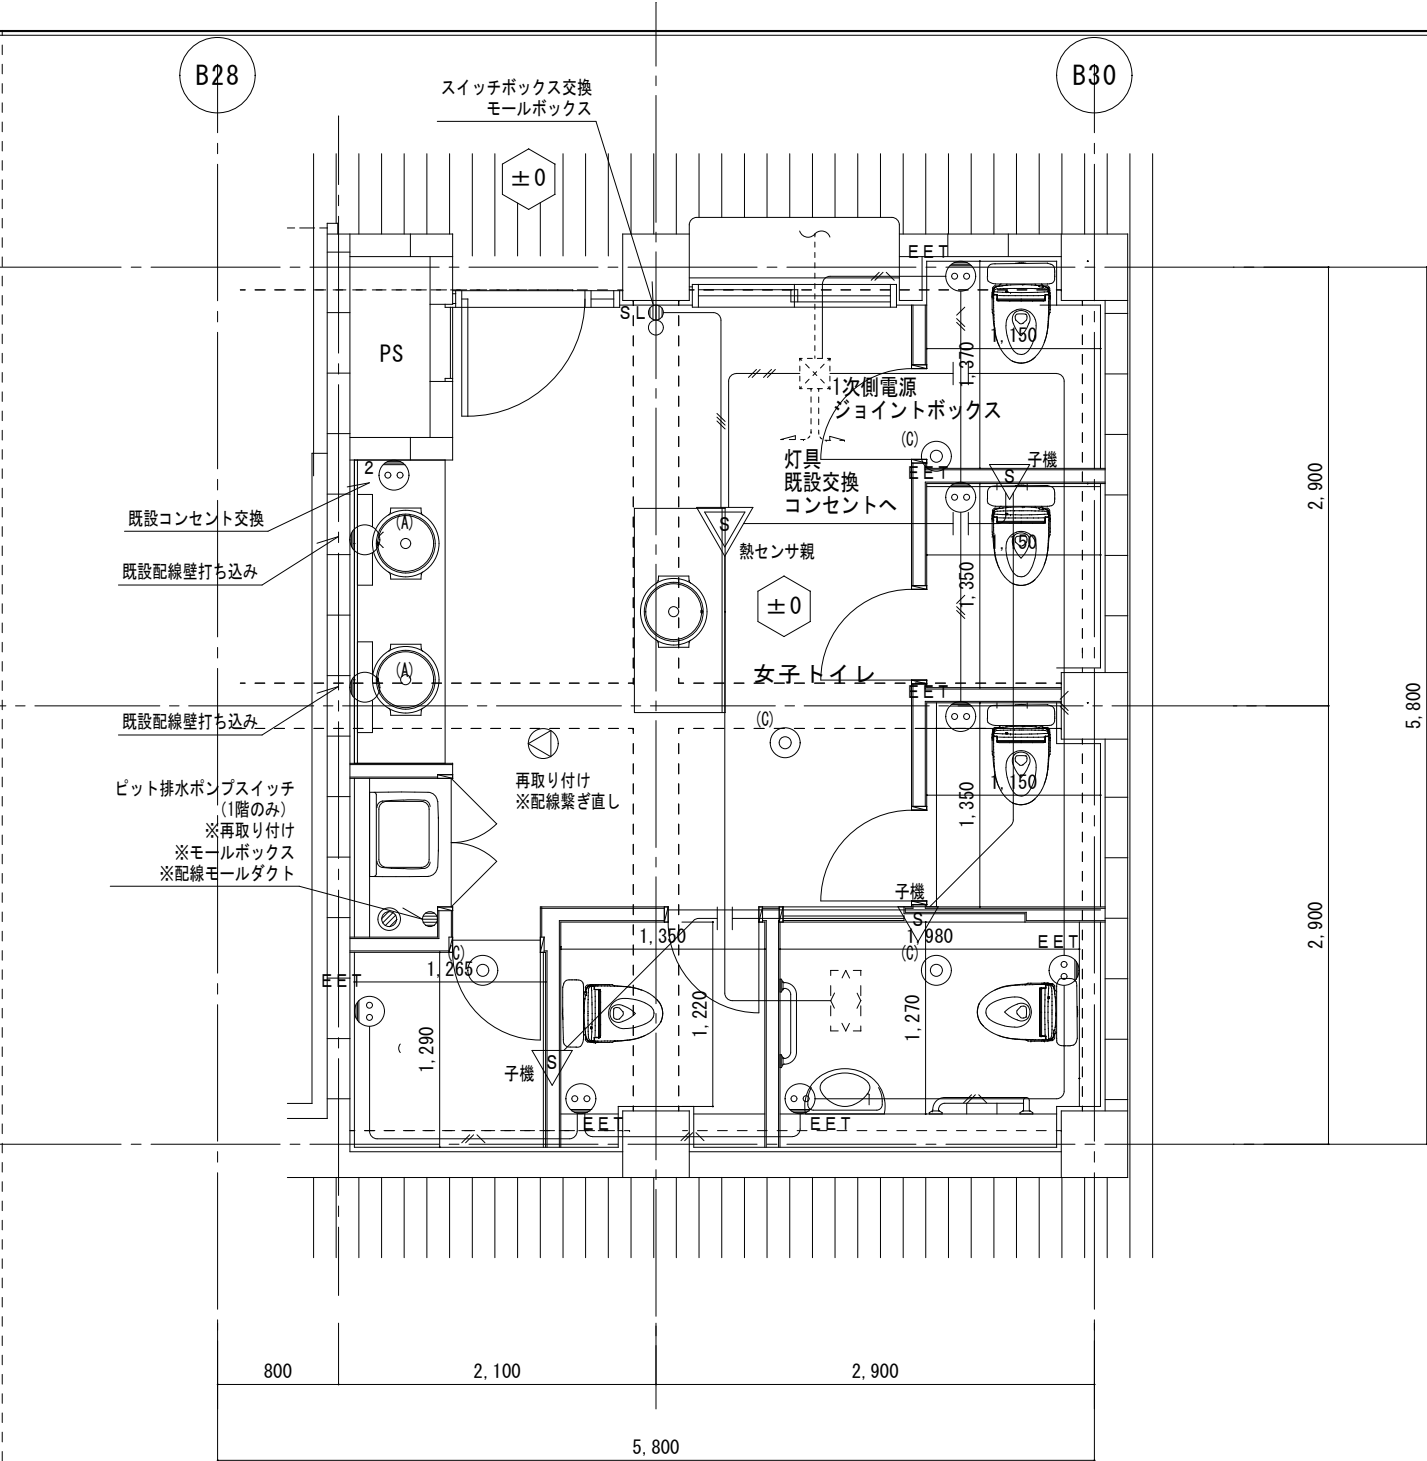 B28
B30
スイッチボックス交換
モールボックス
±0
EET
SL
PS
1,150
1,370
1次側電源
ジョイントボックス
(C)
灯具
既設交換
コンセントへ
EET
子機
S
2
既設コンセント交換
(A)
S
熱センサ親
1,150
2,900
既設配線壁打ち込み
±0
1,350
女子トイレ
(A)
EET
既設配線壁打ち込み
(C)
5,800
再取り付け
※配線繋ぎ直し
1,150
1,350
ピット排水ポンプスイッチ
(1階のみ)
※再取り付け
※モールボックス
※配線モールダクト
子機
S
1,350
1,980
EET
2,900
(C)
1,265
(C)
EET
1,290
1,220
1,270
S
子機
EET
EET
800
2,100
2,900
5,800